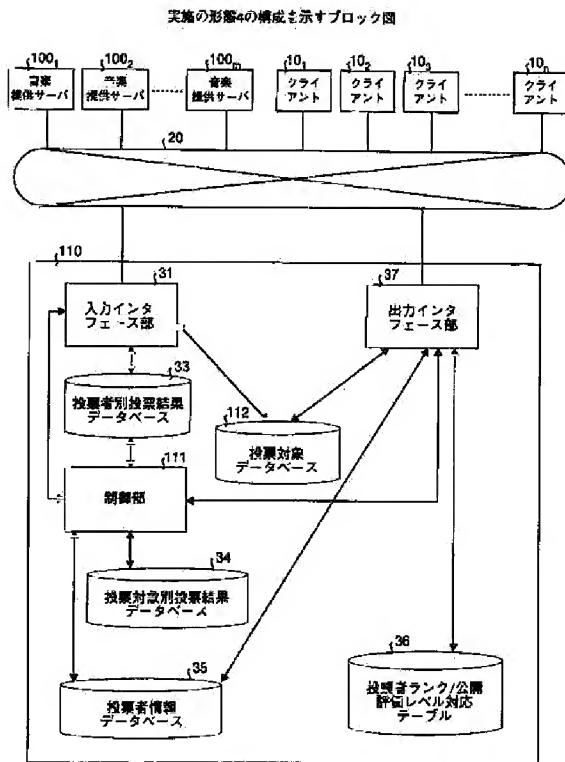 実施の形態4の構成を示すブロック図
100₁
100₂
100ₘ
10₁
10₂
10₃
10ₙ
音楽
提供サーバ
音楽
提供サーバ
音楽
提供サーバ
クライ
アント
クライ
アント
クライ
アント
クライ
アント
20
110
31
入力インタ
フェース部
37
出力インタ
フェース部
33
投票者別投票結果
データベース
112
投票対象
データベース
111
制御部
34
投票対象別投票結果
データベース
35
投票者情報
データベース
36
投票者ランク/公開
評価レベル対応
テーブル